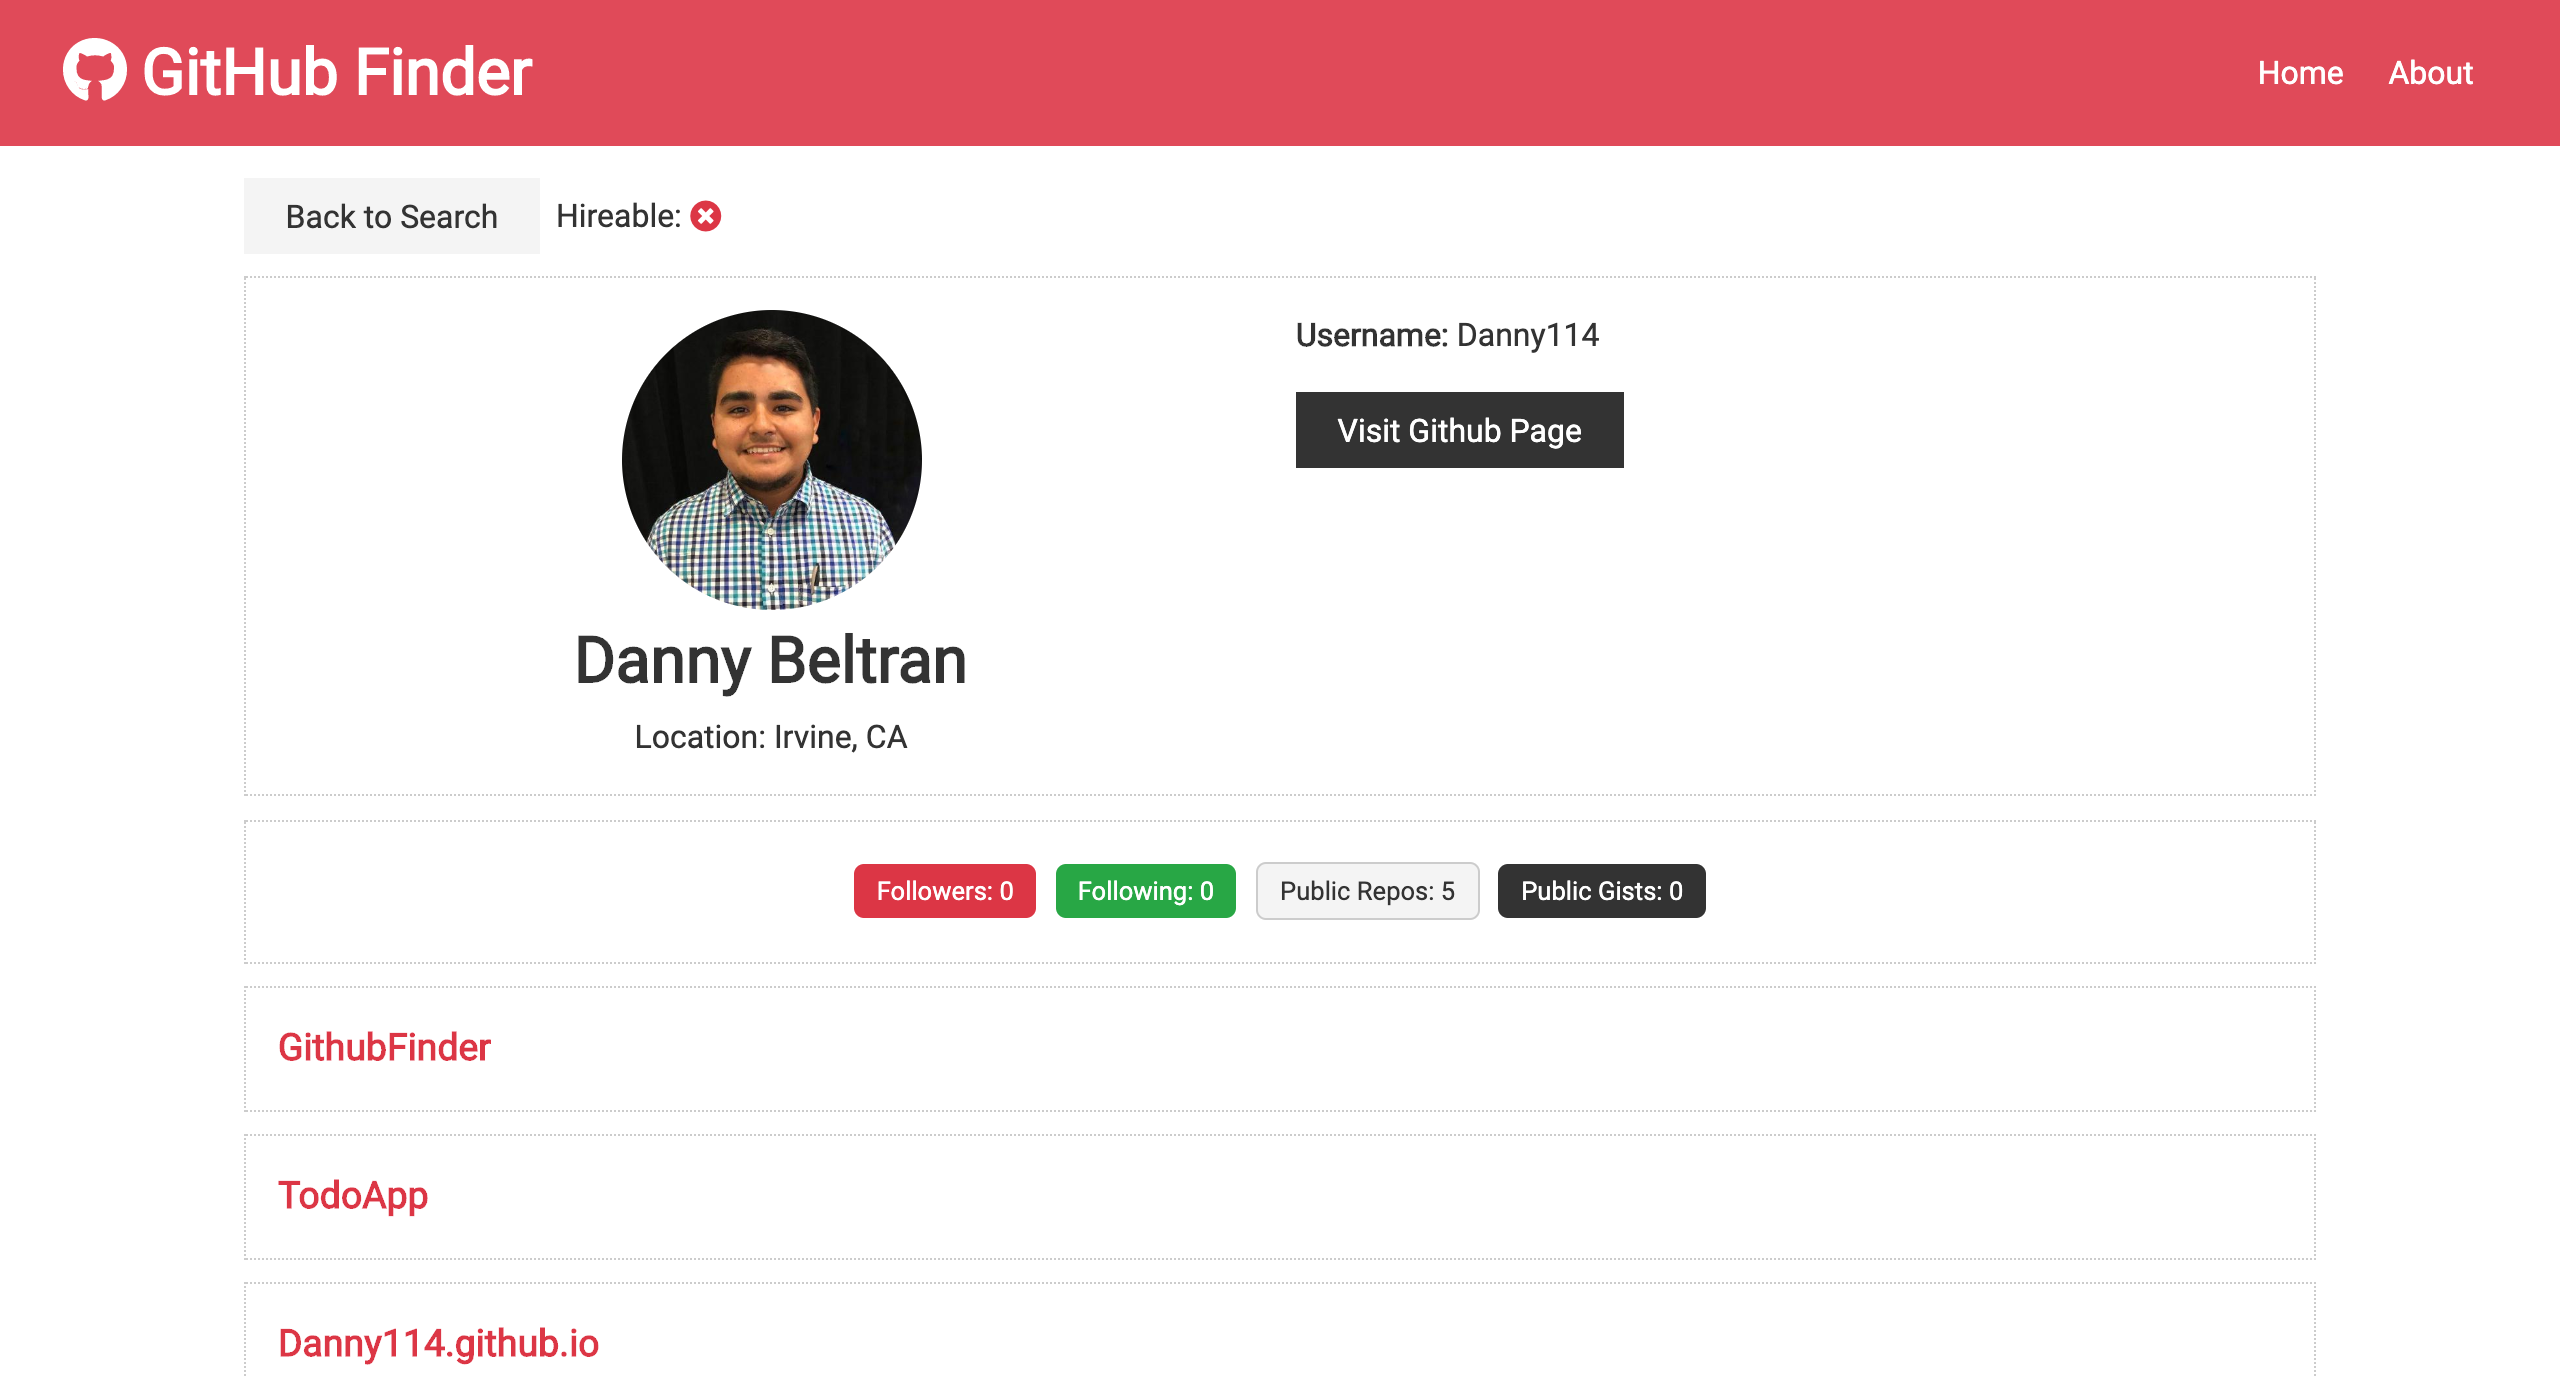 GitHub Finder
Home
About
Back to Search
Hireable:
Username: Danny114
Visit Github Page
Danny Beltran
Location: Irvine, CA
Followers: 0
Following: 0
Public Repos: 5
Public Gists: 0
GithubFinder
TodoApp
Danny114.github.io